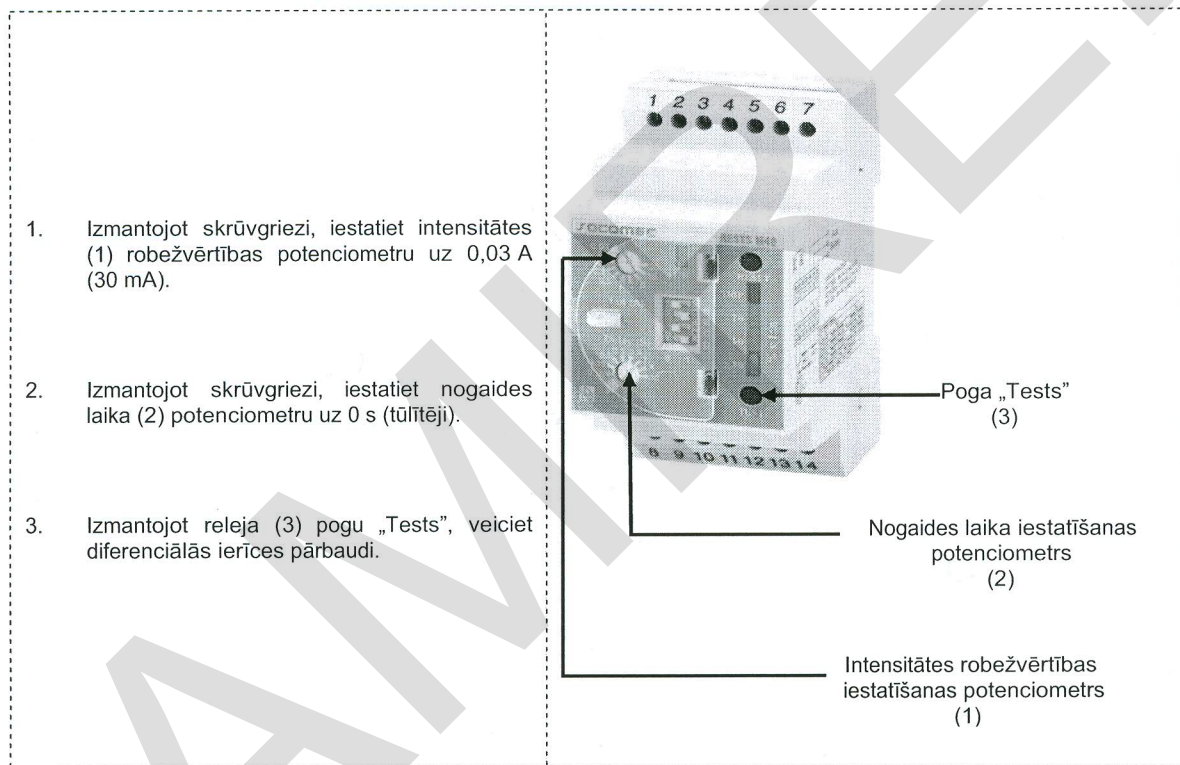 1. Izmantojot skrūvgriezi, iestatiet intensitātes
(1) robežvērtības potenciometru uz 0,03 A
(30 mA).
2. Izmantojot skrūvgriezi, iestatiet nogaides
laika (2) potenciometru uz 0 s (tūlītēji).
3. Izmantojot releja (3) pogu „Tests", veiciet
diferenciālās ierīces pārbaudi.
1 2 3 4 5 6 7
socomec
8 9 10 11 12 13 14
Poga „Tests"
(3)
Nogaides laika iestatīšanas
potenciometrs
(2)
Intensitātes robežvērtības
iestatīšanas potenciometrs
(1)